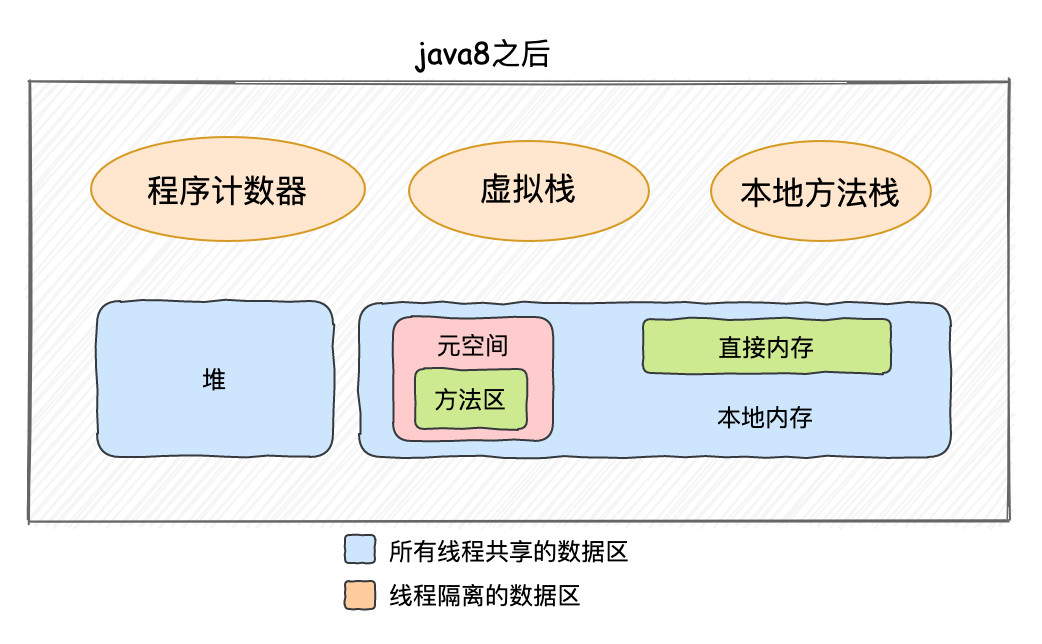 java8之后
程序计数器
虚拟栈
本地方法栈
堆
元空间
方法区
直接内存
本地内存
所有线程共享的数据区
线程隔离的数据区